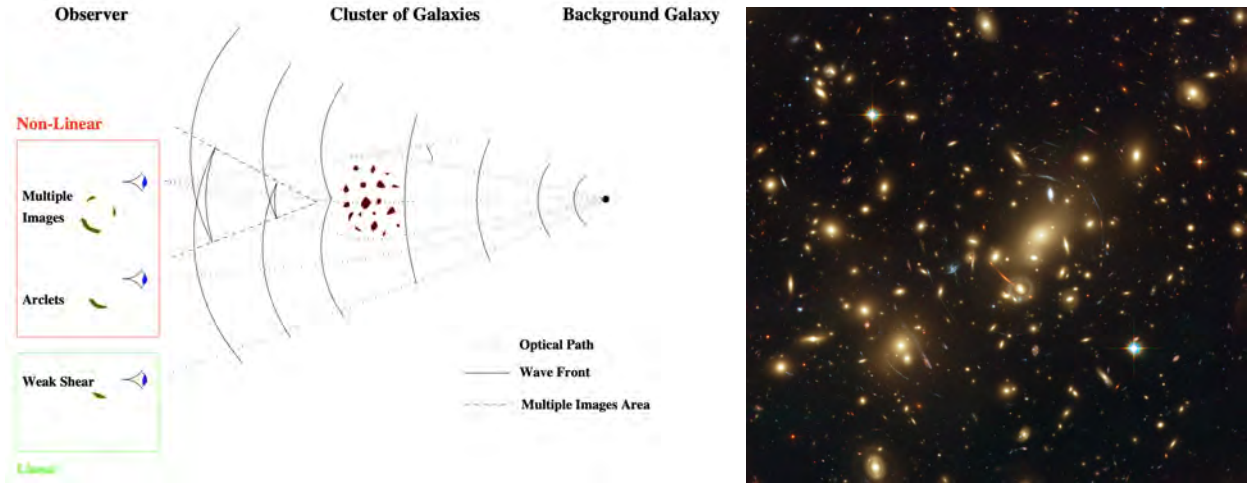 Observer
Cluster of Galaxies
Background Galaxy
Non-Linear
Multiple
Images
Arclets
Optical Path
Weak Shear
Wave Front
Multiple Images Area
Linear